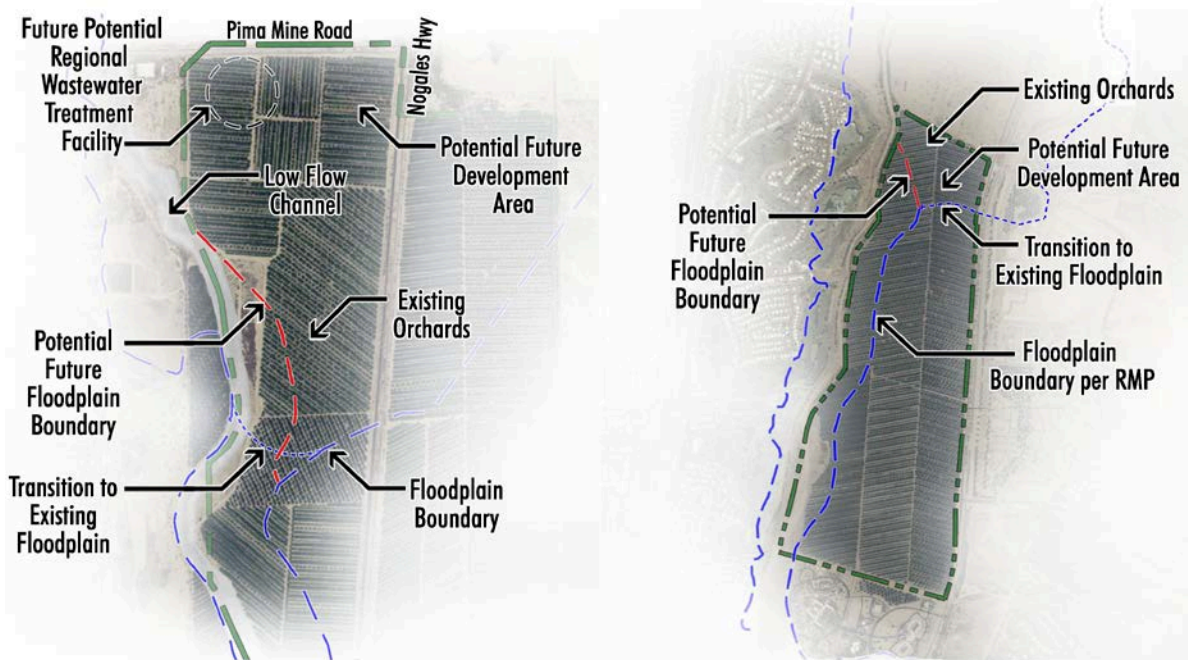 Future Potential
Regional
Wastewater
Treatment
Facility
Pima Mine Road
Nogales Hwy
Potential Future
Development
Area
Low Flow
Channel
Existing
Orchards
Potential
Future
Floodplain
Boundary
Transition to
Existing
Floodplain
Floodplain
Boundary
Existing Orchards
Potential Future
Development Area
Potential
Future
Floodplain
Boundary
Transition to
Existing Floodplain
Floodplain
Boundary per RMP